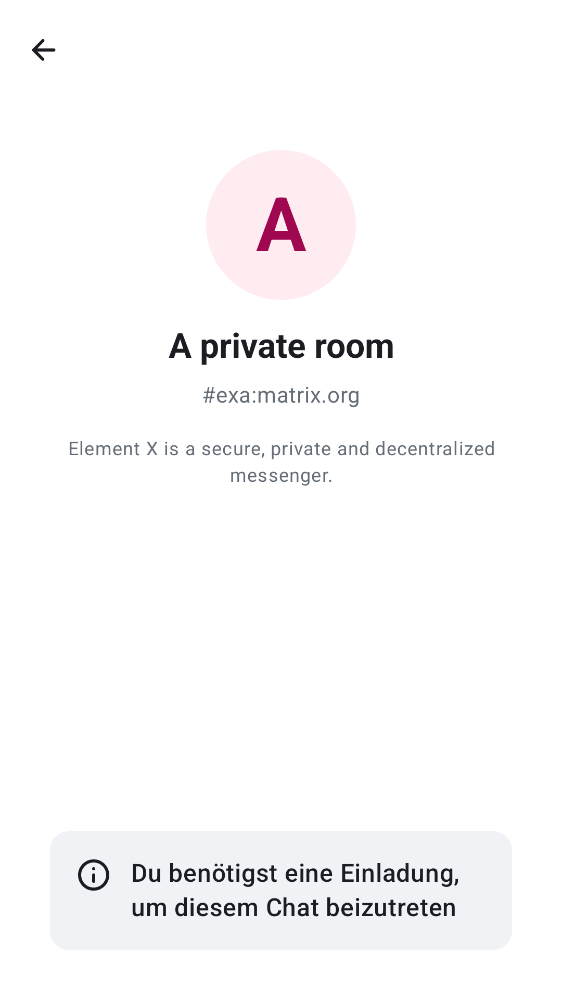 A
A private room
#exa:matrix.org
Element X is a secure, private and decentralized
messenger.
Du benötigst eine Einladung,
um diesem Chat beizutreten